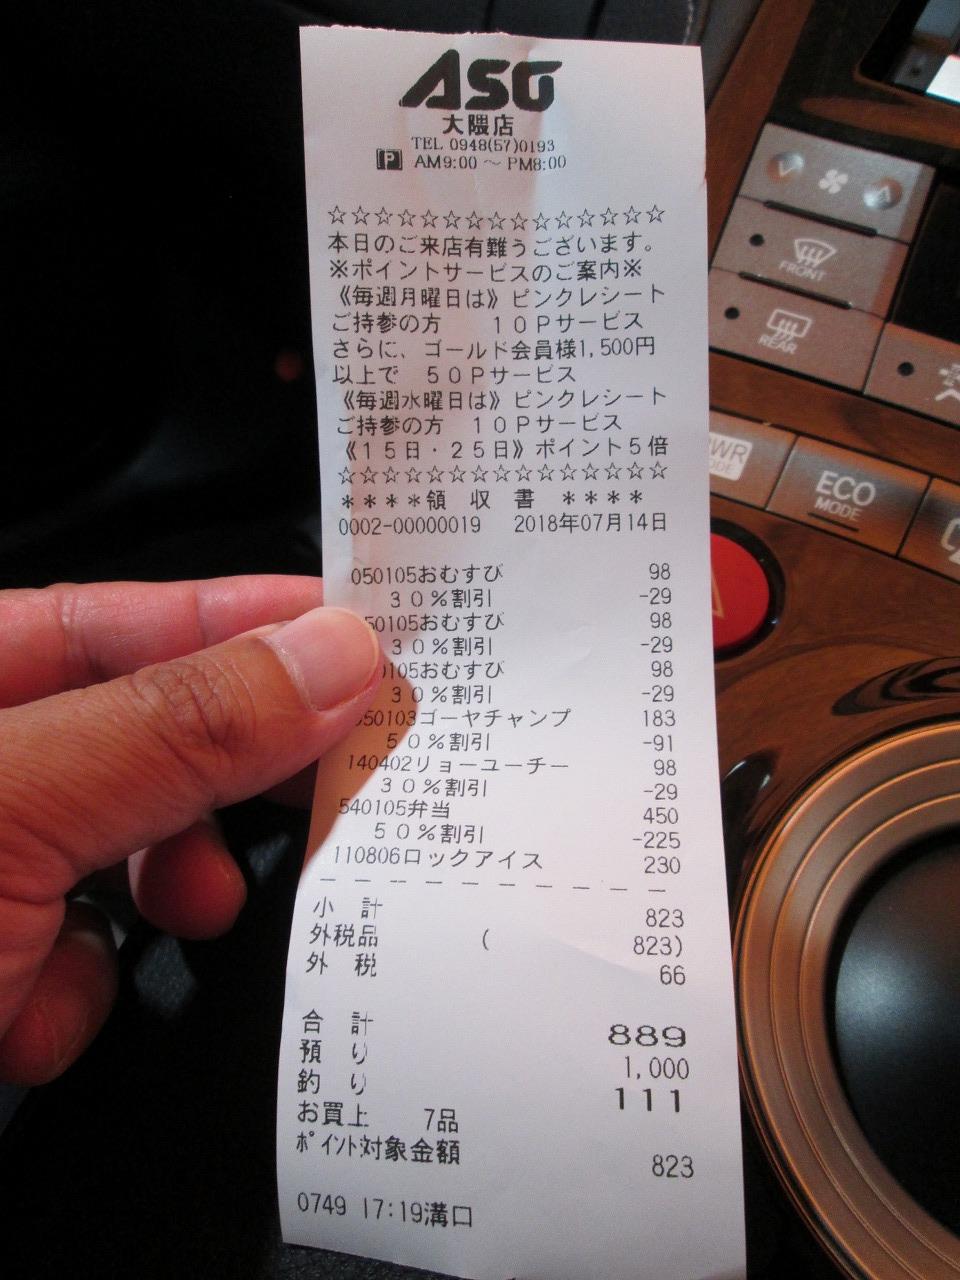 ASO
大隈店
TEL 0948(57)0193
P AM9:00 ～ PM8:00
☆☆☆☆☆☆☆☆☆☆☆☆☆☆☆
本日のご来店有難うございます。
※ポイントサービスのご案内※
《毎週月曜日は》ピンクレシート
ご持参の方　１０Ｐサービス
さらに、ゴールド会員様1,500円
以上で　５０Ｐサービス
《毎週水曜日は》ピンクレシート
ご持参の方　１０Ｐサービス
《１５日・２５日》ポイント５倍
☆☆☆☆☆☆☆☆☆☆☆☆☆☆☆
＊＊＊＊領　収　書　＊＊＊＊
0002-00000019　2018年07月14日
050105おむすび 98
３０％割引 -29
50105おむすび 98
３０％割引 -29
0105おむすび 98
３０％割引 -29
050103ゴーヤチャンプ 183
５０％割引 -91
140402リョーユーチー 98
３０％割引 -29
540105弁当 450
５０％割引 -225
110806ロックアイス 230
小　計 823
外税品 ( 823)
外　税 66
合　計 889
預　り 1,000
釣　り 111
お買上　7品
ﾎﾟｲﾝﾄ対象金額 823
0749 17:19溝口
FRONT
REAR
ECO
MODE